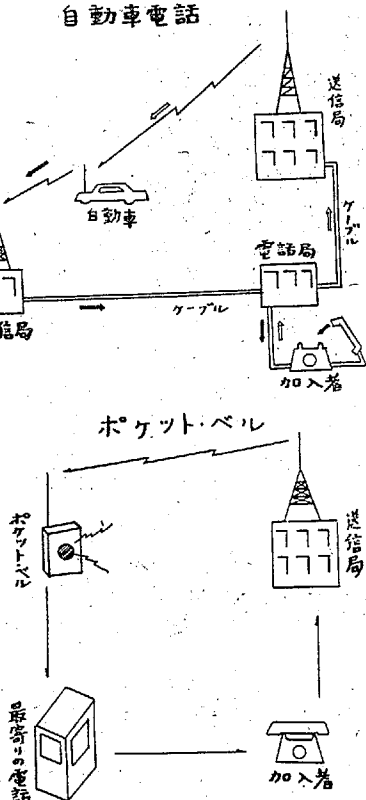 自動車電話
送信局
自動車
ケーブル
電話局
信局
ケーブル
加入者
ポケット・ベル
ポケット・ベル
送信局
最寄りの電話
加入者